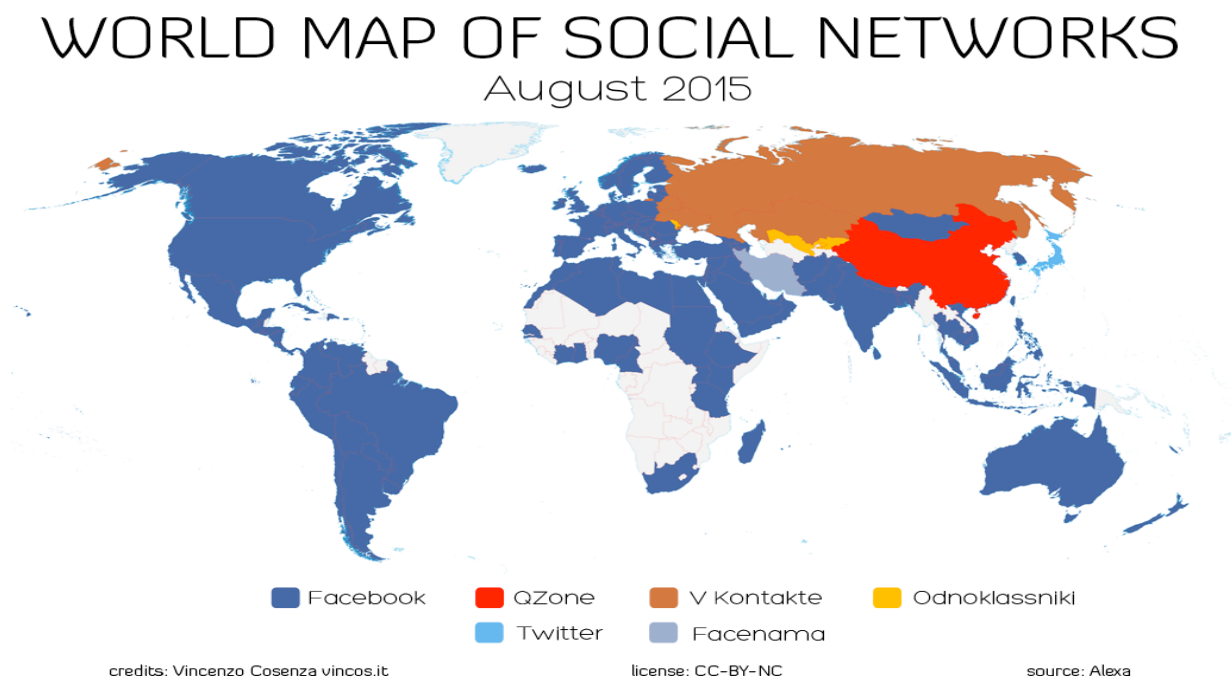 WORLD MAP OF SOCIAL NETWORKS
August 2015
Facebook QZone V Kontakte Odnoklassniki
Twitter Facenama
credits: Vincenzo Cosenza vincos.it license: CC-BY-NC source: Alexa